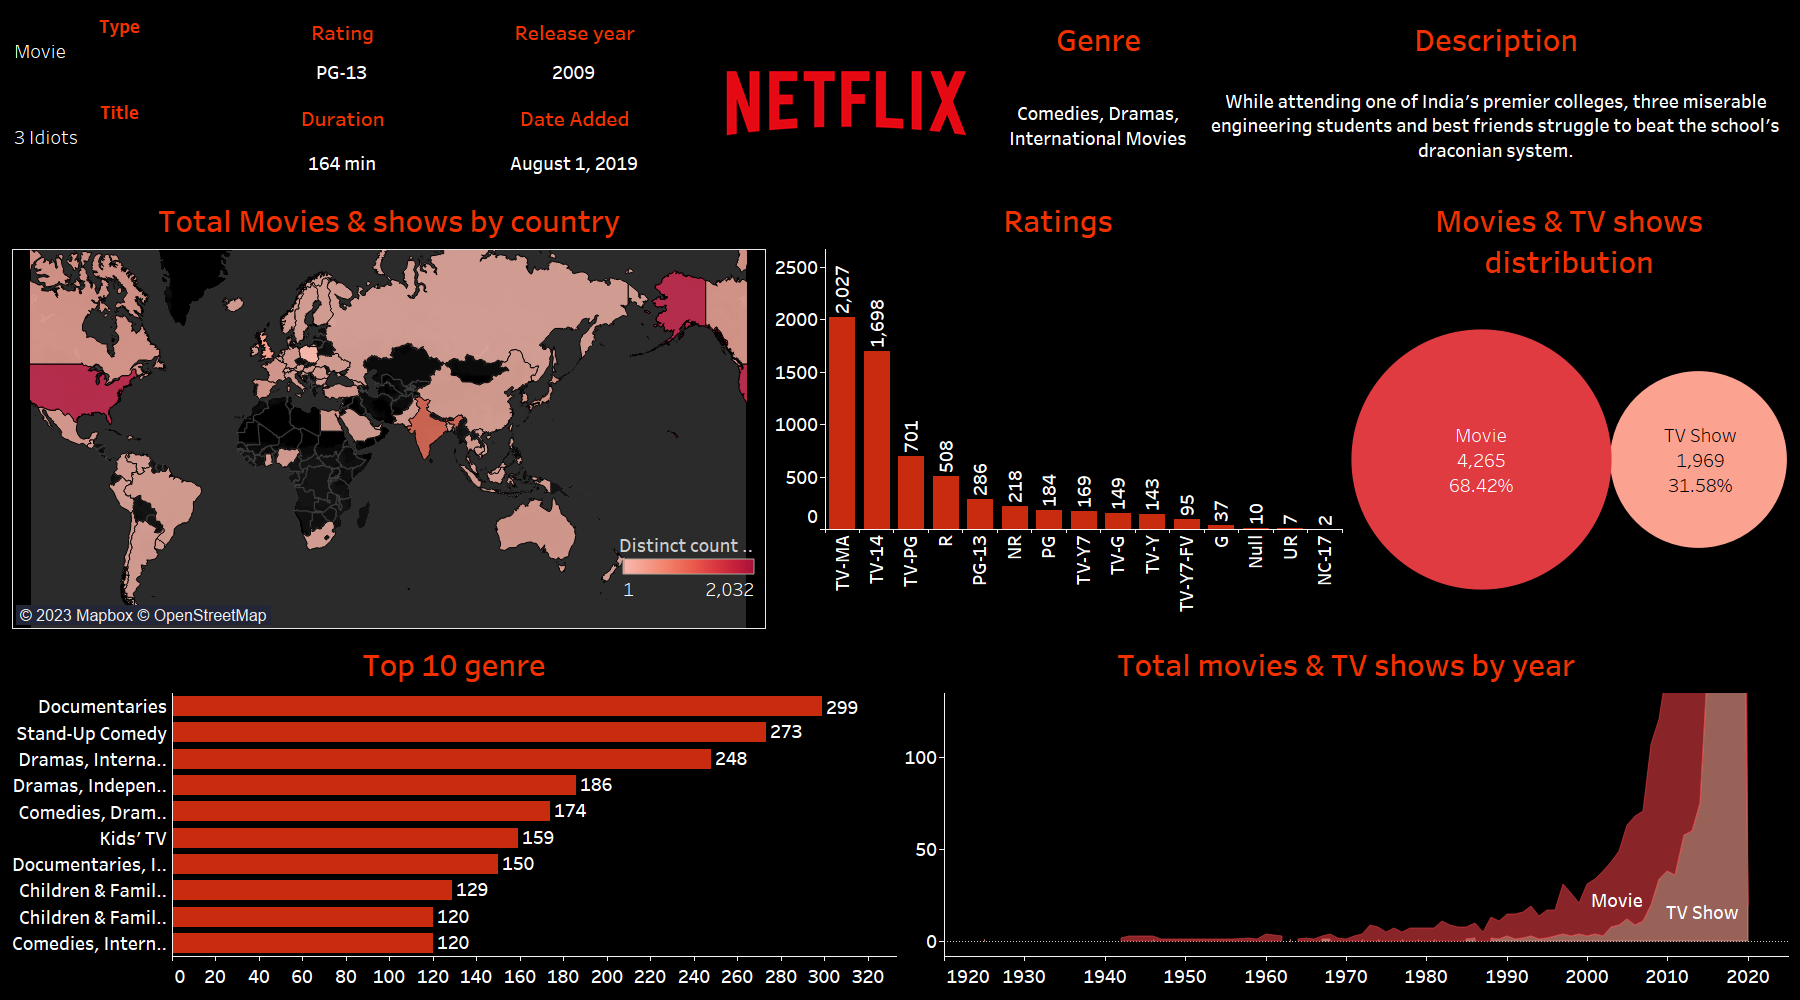 Type
Movie
Title
3 Idiots
Rating
PG-13
Duration
164 min
Release year
2009
Date Added
August 1, 2019
NETFLIX
Genre
Comedies, Dramas,
International Movies
Description
While attending one of India's premier colleges, three miserable
engineering students and best friends struggle to beat the school's
draconian system.
Total Movies & shows by country
Distinct count ..
1 2,032
© 2023 Mapbox © OpenStreetMap
Ratings
2500
2000
1500
1000
500
0
2,027
1,698
701
508
286
218
184
169
149
143
95
37
10
7
2
TV-MA
TV-14
TV-PG
R
PG-13
NR
PG
TV-Y7
TV-G
TV-Y
TV-Y7-FV
G
Null
UR
NC-17
Movies & TV shows
distribution
Movie
4,265
68.42%
TV Show
1,969
31.58%
Top 10 genre
Documentaries 299
Stand-Up Comedy 273
Dramas, Interna.. 248
Dramas, Indepen.. 186
Comedies, Dram.. 174
Kids' TV 159
Documentaries, I.. 150
Children & Famil.. 129
Children & Famil.. 120
Comedies, Intern.. 120
0 20 40 60 80 100 120 140 160 180 200 220 240 260 280 300 320
Total movies & TV shows by year
100
50
0
Movie
TV Show
1920 1930 1940 1950 1960 1970 1980 1990 2000 2010 2020